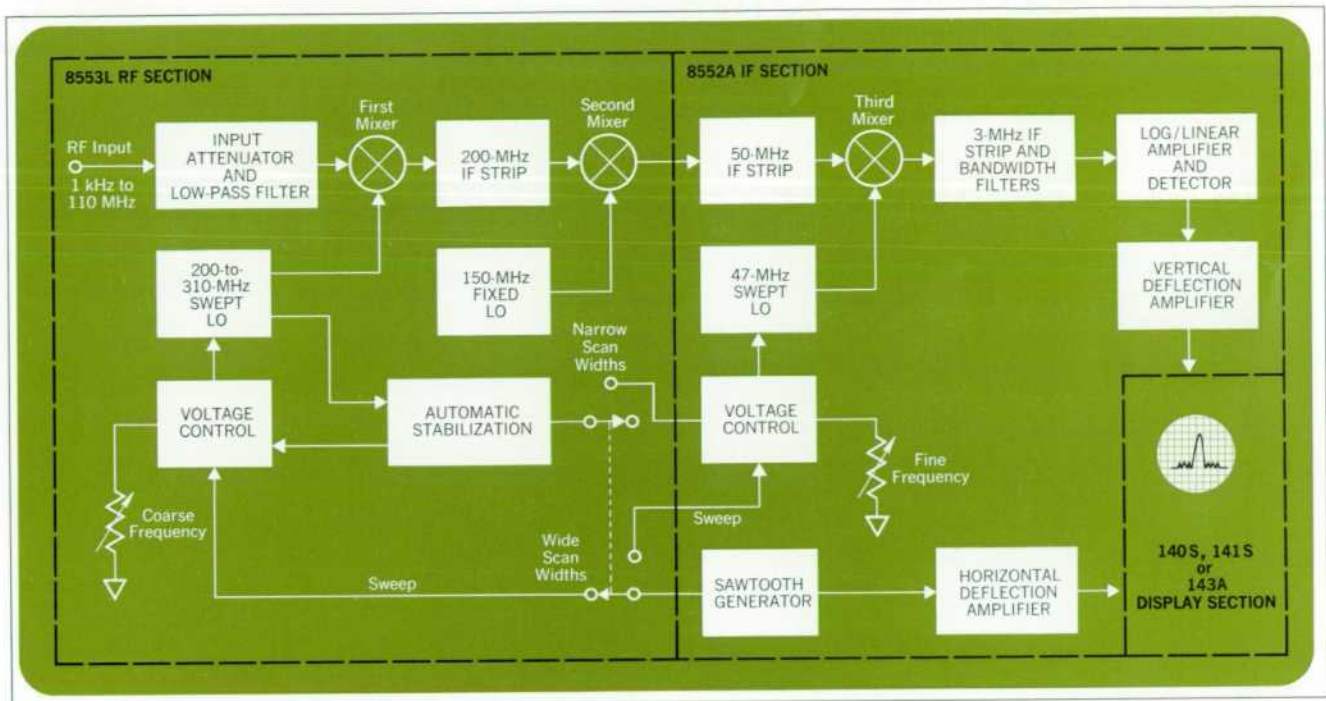 8553L RF SECTION
8552A IF SECTION
RF Input
1 kHz to
110 MHz
INPUT
ATTENUATOR
AND
LOW-PASS FILTER
First
Mixer
200-MHz
IF STRIP
Second
Mixer
50-MHz
IF STRIP
Third
Mixer
3-MHz IF
STRIP AND
BANDWIDTH
FILTERS
LOG/LINEAR
AMPLIFIER
AND
DETECTOR
200-to-
310-MHz
SWEPT
LO
150-MHz
FIXED
LO
47-MHz
SWEPT
LO
VERTICAL
DEFLECTION
AMPLIFIER
Narrow
Scan
Widths
VOLTAGE
CONTROL
AUTOMATIC
STABILIZATION
VOLTAGE
CONTROL
Coarse
Frequency
Fine
Frequency
Sweep
Wide
Scan
Widths
Sweep
SAWTOOTH
GENERATOR
HORIZONTAL
DEFLECTION
AMPLIFIER
140S, 141S
or
143A
DISPLAY SECTION